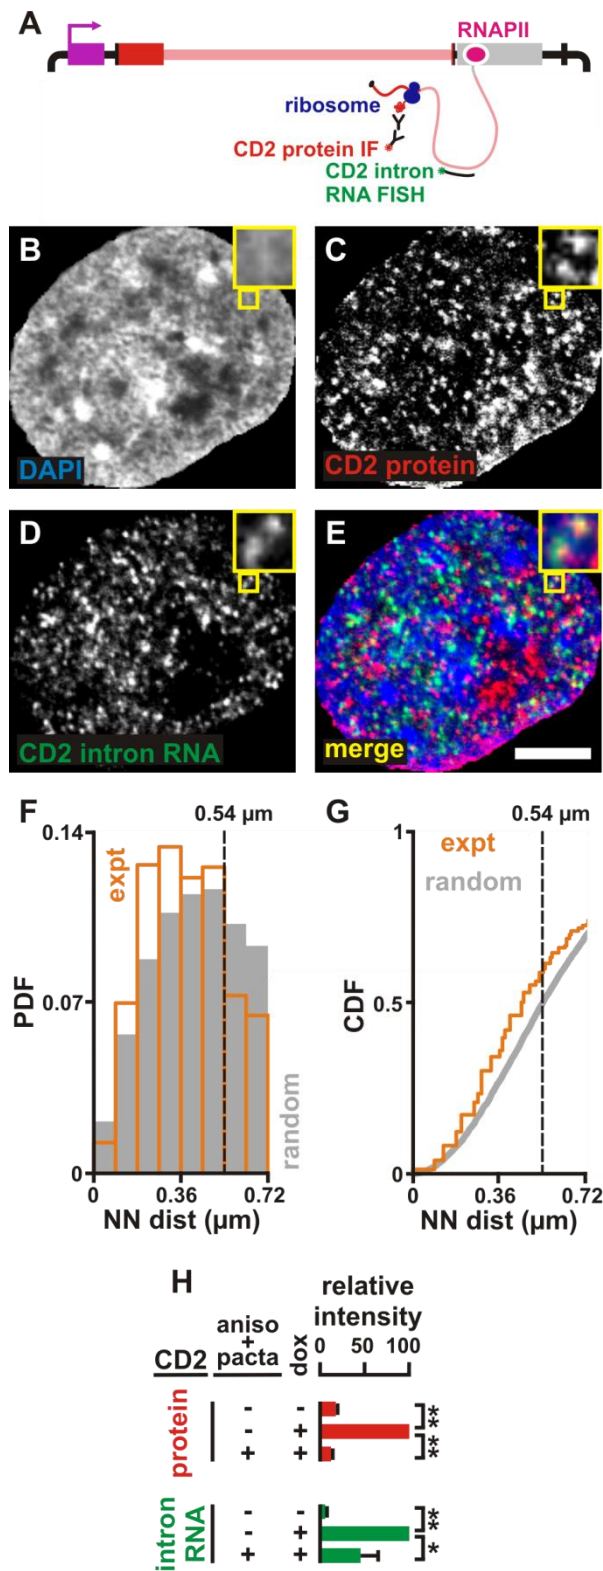 A
RNAPII
ribosome
CD2 protein IF
CD2 intron
RNA FISH
B
DAPI
C
CD2 protein
D
CD2 intron RNA
E
merge
F
0.54 µm
0.14
0.07
0
PDF
expt
random
0
0.36
0.72
NN dist (µm)
G
0.54 µm
1
0.5
0
CDF
expt
random
0
0.36
0.72
NN dist (µm)
H
relative
intensity
0 50 100
CD2
aniso
+
pacta
dox
protein
- -
- +
+ +
**
**
intron
RNA
- -
- +
+ +
**
*